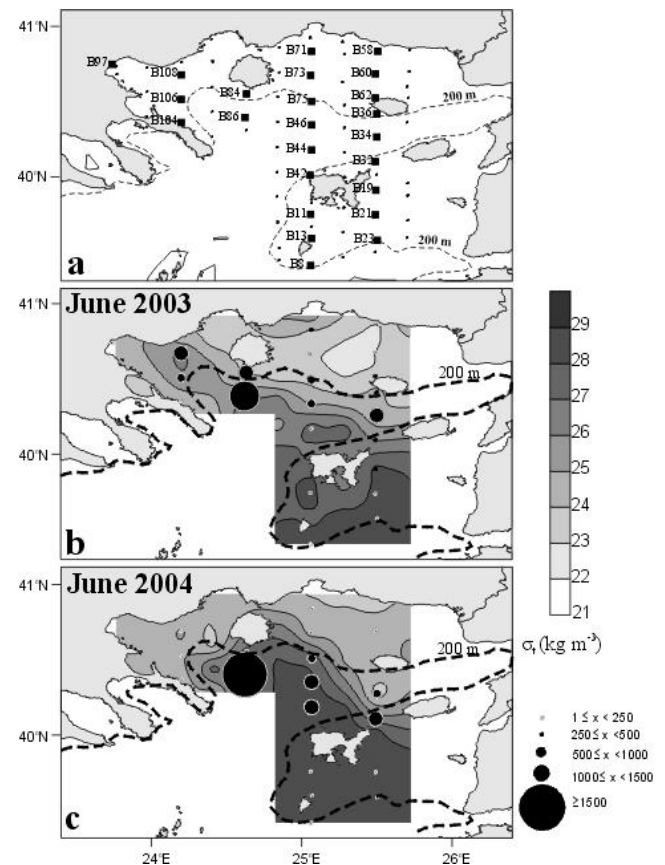 41°N
B97
B108
B106
B104
B84
B86
B71
B73
B75
B46
B44
B42
B11
B13
B8
B58
B60
B62
B36
B34
B32
B19
B21
B23
200 m
200 m
40°N
a
June 2003
41°N
200 m
40°N
b
29
28
27
26
25
24
23
22
21
σt (kg m-3)
June 2004
41°N
200 m
40°N
c
24°E
25°E
26°E
1 ≤ x < 250
250 ≤ x < 500
500 ≤ x < 1000
1000 ≤ x < 1500
≥1500